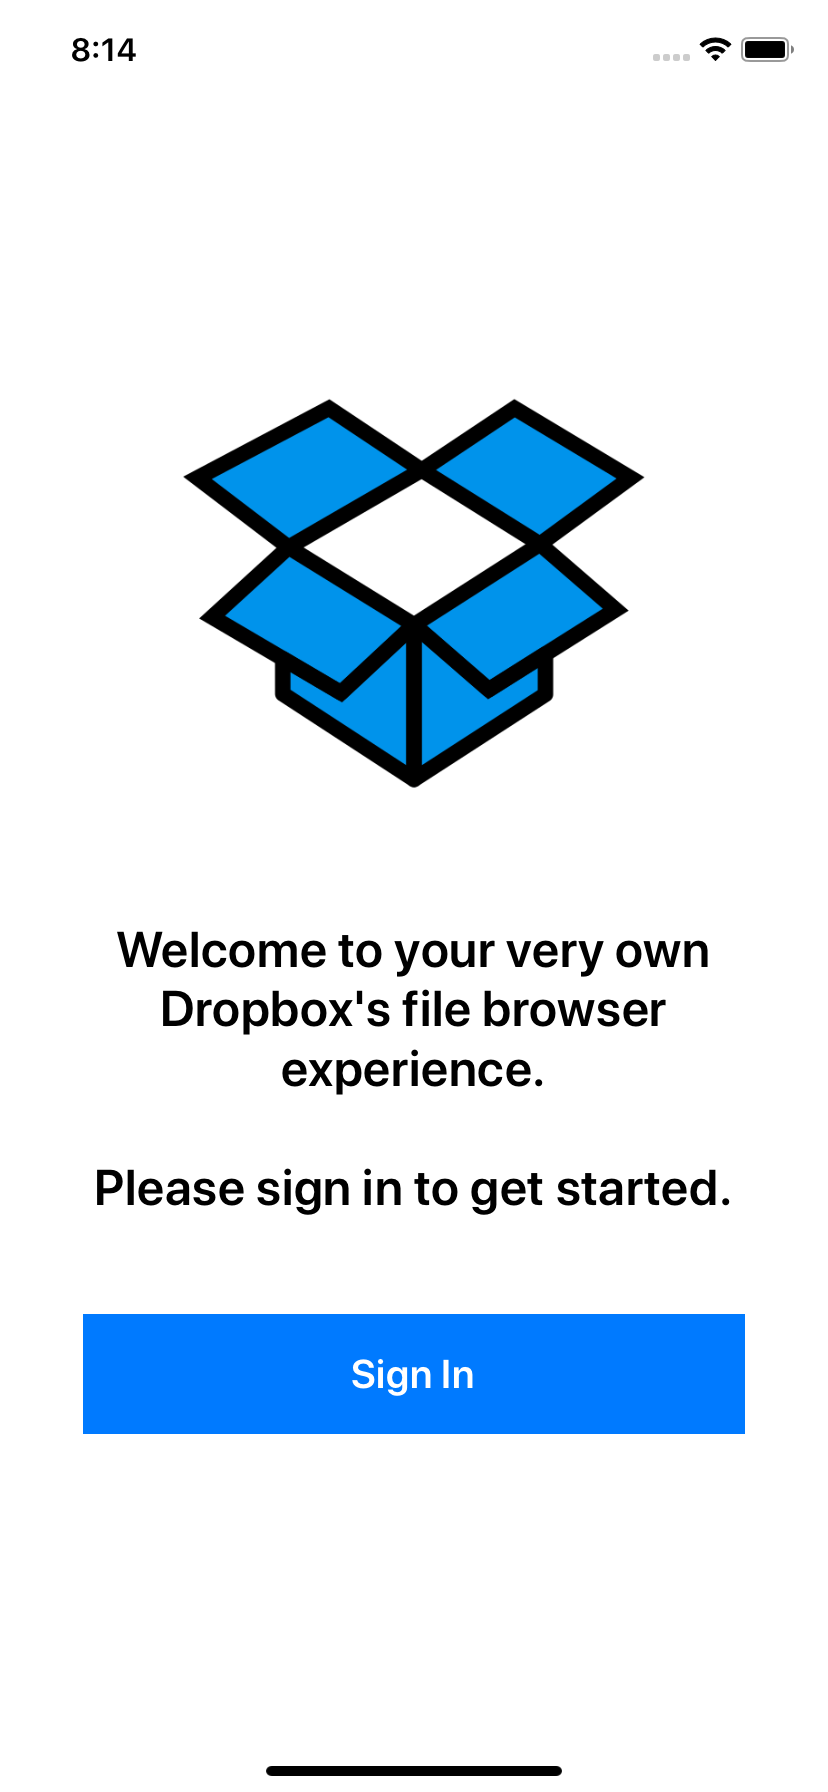 8:14
Welcome to your very own
Dropbox's file browser
experience.
Please sign in to get started.
Sign In